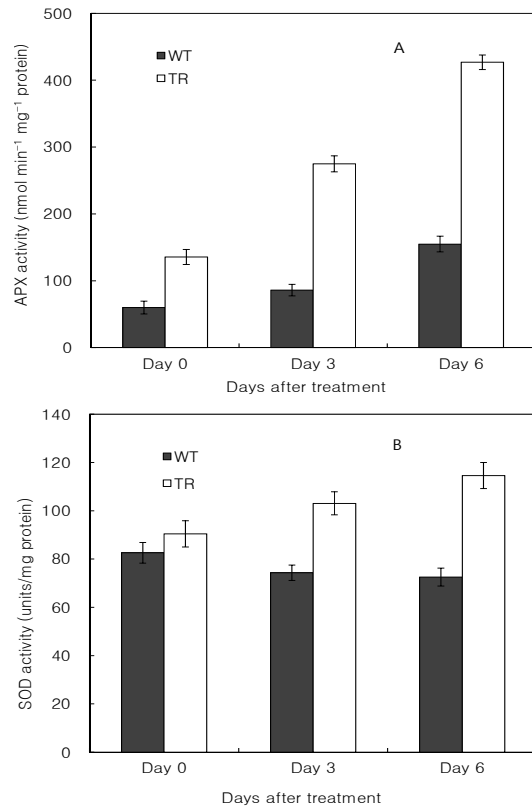 500
400
300
200
100
0
APX activity (nmol min⁻¹ mg⁻¹ protein)
WT
TR
A
Day 0 Day 3 Day 6
Days after treatment
140
120
100
80
60
40
20
0
SOD activity (units/mg protein)
WT
TR
B
Day 0 Day 3 Day 6
Days after treatment